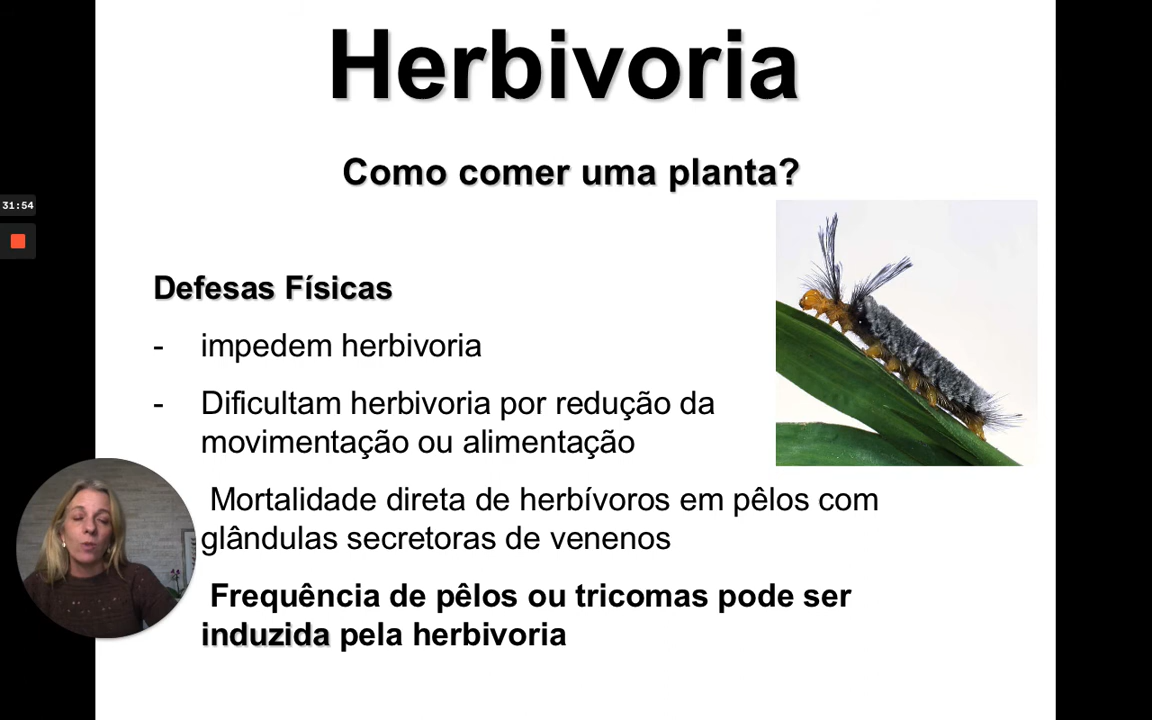 Herbivoria
Como comer uma planta?
31:54
Defesas Físicas
- impedem herbivoria
- Dificultam herbivoria por redução da
movimentação ou alimentação
Mortalidade direta de herbívoros em pêlos com
glândulas secretoras de venenos
Frequência de pêlos ou tricomas pode ser
induzida pela herbivoria